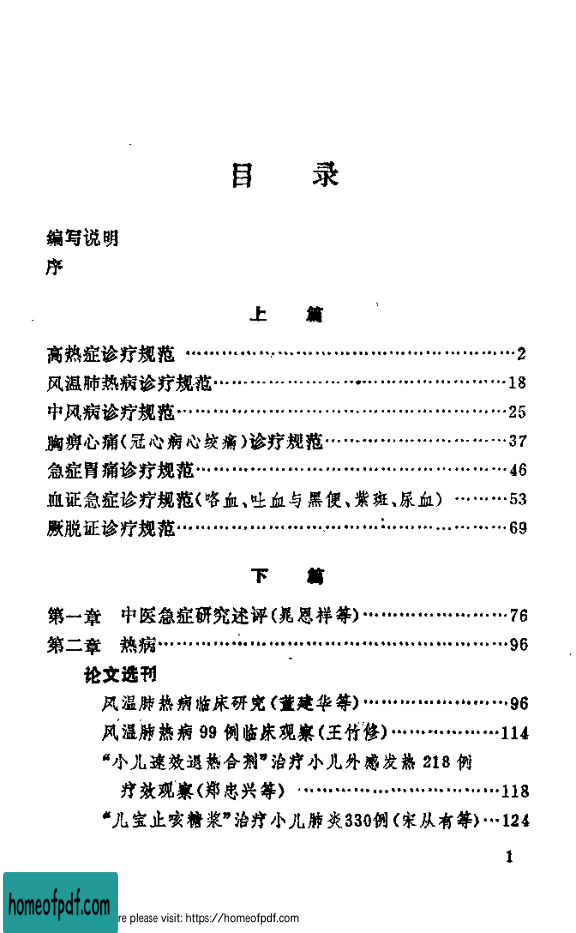 目 录
编写说明
序
上 篇
高热症诊疗规范 ……………………………………………2
风温肺热病诊疗规范……………………………………18
中风病诊疗规范…………………………………………25
胸痹心痛(冠心病心绞痛)诊疗规范……………………37
急症胃痛诊疗规范………………………………………46
血证急症诊疗规范(咯血、吐血与黑便、紫斑、尿血) ………53
厥脱证诊疗规范…………………………………………69
下 篇
第一章 中医急症研究述评(晁恩祥等)…………………76
第二章 热病………………………………………………96
论文选刊
风温肺热病临床研究(董建华等)…………………96
风温肺热病99例临床观察(王竹修)………………114
“小儿速效退热合剂”治疗小儿外感发热218例
疗效观察(郑忠兴等) …………………………118
“儿宝止咳糖浆”治疗小儿肺炎330例(宋从有等)…124
1
homeofpdf.com
re please visit: https://homeofpdf.com